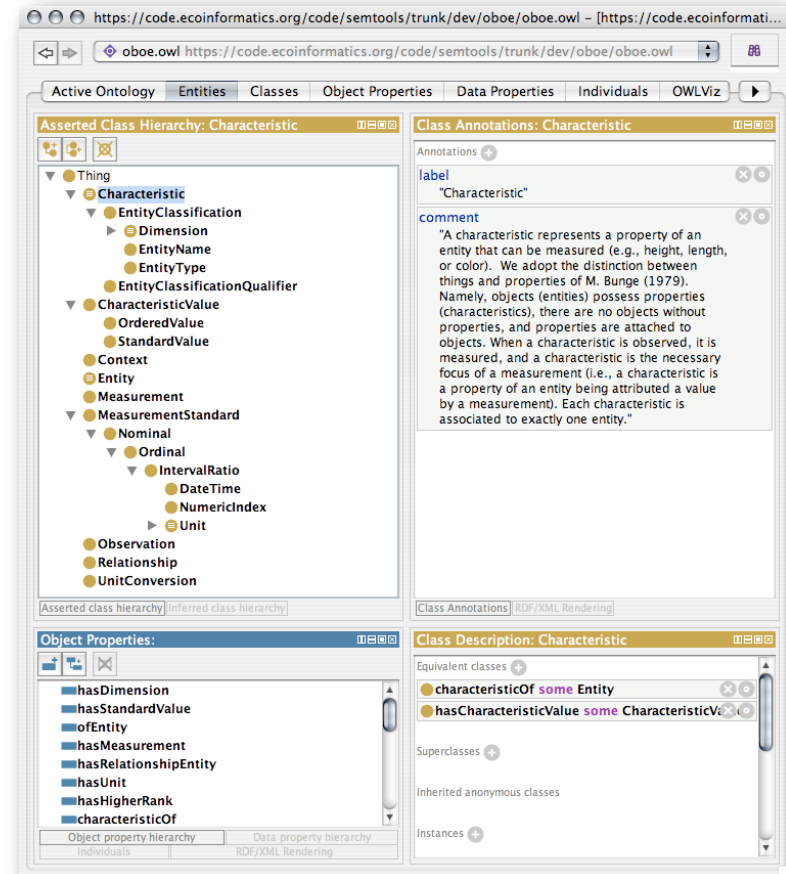 https://code.ecoinformatics.org/code/semtools/trunk/dev/oboe/oboe.owl – [https://code.ecoinformati...
oboe.owl https://code.ecoinformatics.org/code/semtools/trunk/dev/oboe/oboe.owl
Active Ontology Entities Classes Object Properties Data Properties Individuals OWLViz
Asserted Class Hierarchy: Characteristic
Thing
Characteristic
EntityClassification
Dimension
EntityName
EntityType
EntityClassificationQualifier
CharacteristicValue
OrderedValue
StandardValue
Context
Entity
Measurement
MeasurementStandard
Nominal
Ordinal
IntervalRatio
DateTime
NumericIndex
Unit
Observation
Relationship
UnitConversion
Asserted class hierarchy Inferred class hierarchy
Class Annotations: Characteristic
Annotations
label
"Characteristic"
comment
"A characteristic represents a property of an
entity that can be measured (e.g., height, length,
or color).  We adopt the distinction between
things and properties of M. Bunge (1979).
Namely, objects (entities) possess properties
(characteristics), there are no objects without
properties, and properties are attached to
objects. When a characteristic is observed, it is
measured, and a characteristic is the necessary
focus of a measurement (i.e., a characteristic is
a property of an entity being attributed a value
by a measurement). Each characteristic is
associated to exactly one entity."
Class Annotations RDF/XML Rendering
Object Properties:
hasDimension
hasStandardValue
ofEntity
hasMeasurement
hasRelationshipEntity
hasUnit
hasHigherRank
characteristicOf
Object property hierarchy Data property hierarchy
Individuals RDF/XML Rendering
Class Description: Characteristic
Equivalent classes
characteristicOf some Entity
hasCharacteristicValue some CharacteristicVa
Superclasses
Inherited anonymous classes
Instances